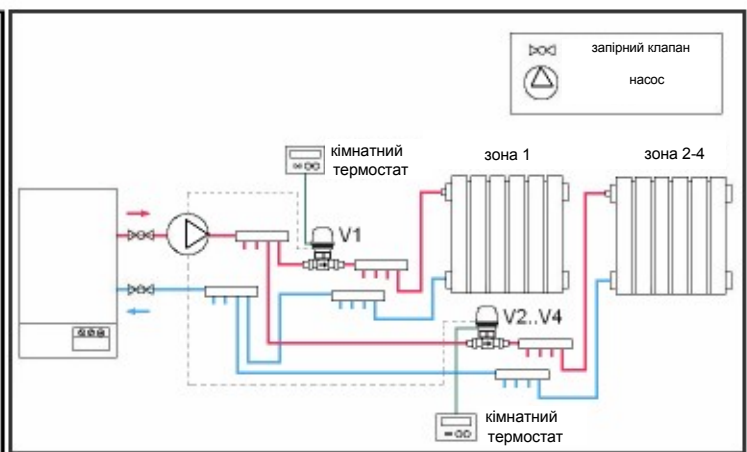 запірний клапан
насос
кімнатний
термостат
зона 1
зона 2-4
V1
V2..V4
кімнатний
термостат